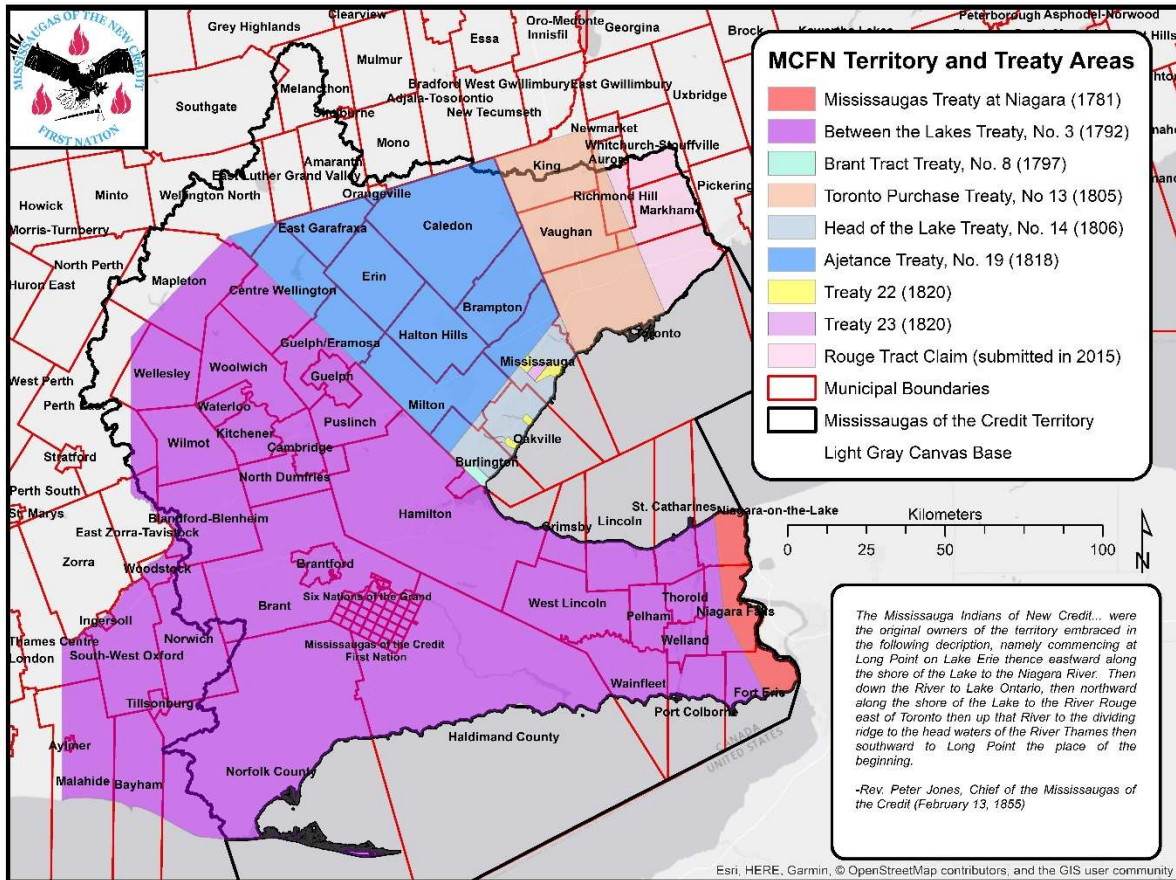 MISSISSAUGAS OF THE NEW CREDIT
FIRST NATION
Grey Highlands
Clearview
Essa
Oro-Medonte
Innisfil
Georgina
Brock
Peterborough
Asphodel-Norwood
Mulmur
Melancthon
Bradford West Gwillimbury
East Gwillimbury
Adjala-Tosorontio
New Tecumseth
Uxbridge
Southgate
Shelburne
Mono
Newmarket
Whitchurch-Stouffville
Aurora
King
Amaranth
East Luther Grand Valley
Orangeville
Pickering
Minto
Wellington North
Howick
Morris-Turnberry
Richmond Hill
Markham
East Garafraxa
Caledon
Vaughan
North Perth
Huron East
Mapleton
Erin
Centre Wellington
Brampton
Halton Hills
Toronto
Guelph/Eramosa
Mississauga
West Perth
Perth East
Wellesley
Woolwich
Guelph
Milton
Waterloo
Puslinch
Wilmot
Kitchener
Cambridge
Oakville
Burlington
Stratford
North Dumfries
Perth South
St. Marys
Hamilton
Blandford-Blenheim
East Zorra-Tavistock
Grimsby
Lincoln
St. Catharines
Niagara-on-the-Lake
Zorra
Woodstock
Brantford
Six Nations of the Grand
Brant
West Lincoln
Thorold
Pelham
Niagara Falls
Ingersoll
Norwich
Mississaugas of the Credit
First Nation
Welland
Thames Centre
London
South-West Oxford
Wainfleet
Fort Erie
Tillsonburg
Port Colborne
Haldimand County
Aylmer
Malahide
Bayham
Norfolk County
CANADA
UNITED STATES
MCFN Territory and Treaty Areas
Mississaugas Treaty at Niagara (1781)
Between the Lakes Treaty, No. 3 (1792)
Brant Tract Treaty, No. 8 (1797)
Toronto Purchase Treaty, No 13 (1805)
Head of the Lake Treaty, No. 14 (1806)
Ajetance Treaty, No. 19 (1818)
Treaty 22 (1820)
Treaty 23 (1820)
Rouge Tract Claim (submitted in 2015)
Municipal Boundaries
Mississaugas of the Credit Territory
Light Gray Canvas Base
Kilometers
0 25 50 100
N
The Mississauga Indians of New Credit... were
the original owners of the territory embraced in
the following decription, namely commencing at
Long Point on Lake Erie thence eastward along
the shore of the Lake to the Niagara River. Then
down the River to Lake Ontario, then northward
along the shore of the Lake to the River Rouge
east of Toronto then up that River to the dividing
ridge to the head waters of the River Thames then
southward to Long Point the place of the
beginning.
-Rev. Peter Jones, Chief of the Mississaugas of
the Credit (February 13, 1855)
Esri, HERE, Garmin, © OpenStreetMap contributors, and the GIS user community